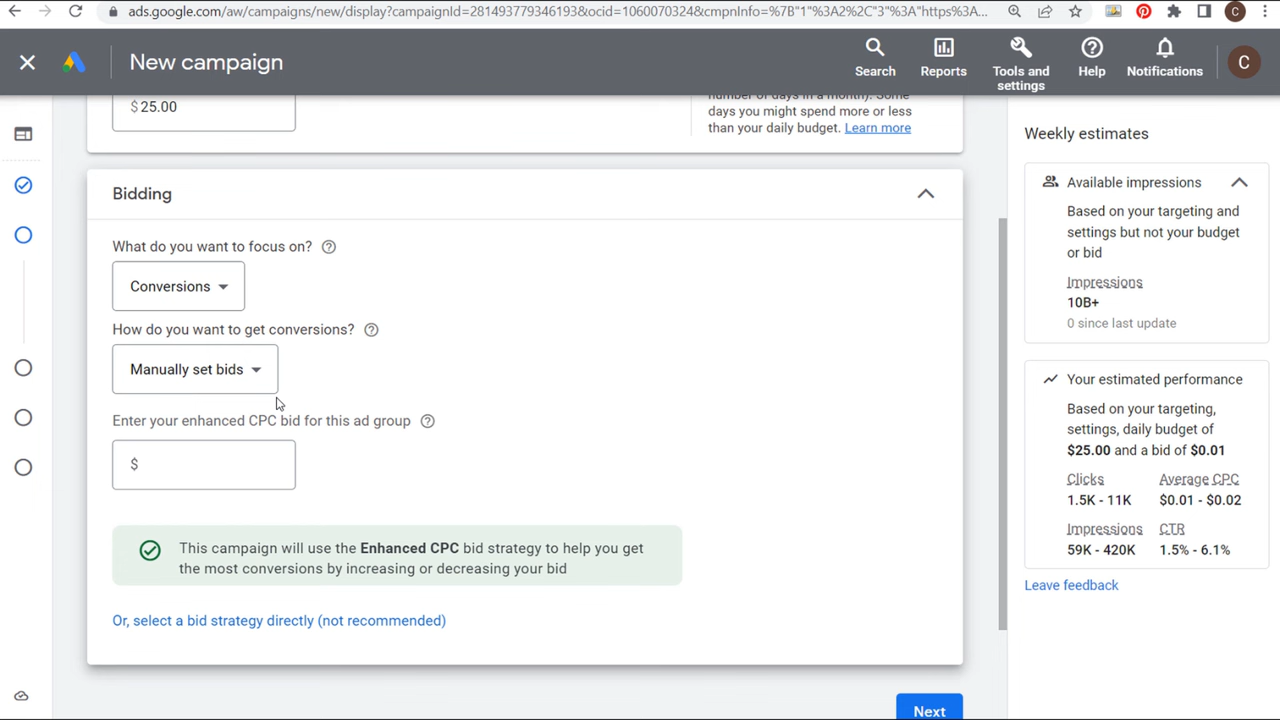 ads.google.com/aw/campaigns/new/display?campaignId=281493779346193&ocid=1060070324&cmpnInfo=%7B"1"%3A2%2C"3"%3A"https%3A...
C
New campaign
Search
Reports
Tools and
settings
Help
Notifications
C
$ 25.00
number of days in a month). Some
days you might spend more or less
than your daily budget. Learn more
Bidding
What do you want to focus on?
Conversions
How do you want to get conversions?
Manually set bids
Enter your enhanced CPC bid for this ad group
$
This campaign will use the Enhanced CPC bid strategy to help you get
the most conversions by increasing or decreasing your bid
Or, select a bid strategy directly (not recommended)
Next
Weekly estimates
Available impressions
Based on your targeting and
settings but not your budget
or bid
Impressions
10B+
0 since last update
Your estimated performance
Based on your targeting,
settings, daily budget of
$25.00 and a bid of $0.01
Clicks Average CPC
1.5K - 11K $0.01 - $0.02
Impressions CTR
59K - 420K 1.5% - 6.1%
Leave feedback